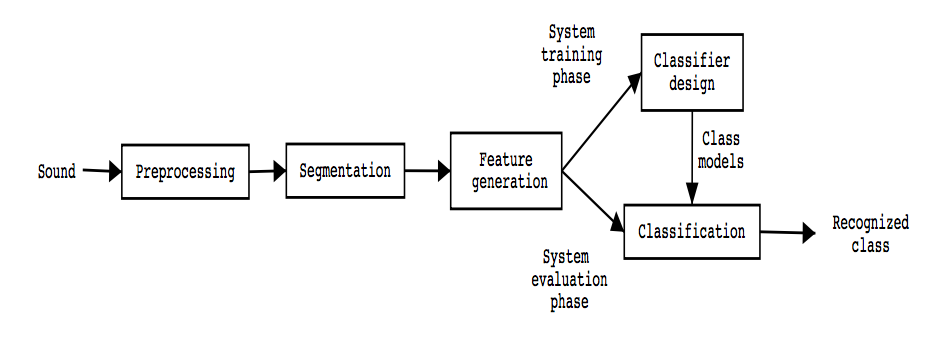 Sound
Preprocessing
Segmentation
Feature
generation
System
training
phase
Classifier
design
Class
models
System
evaluation
phase
Classification
Recognized
class